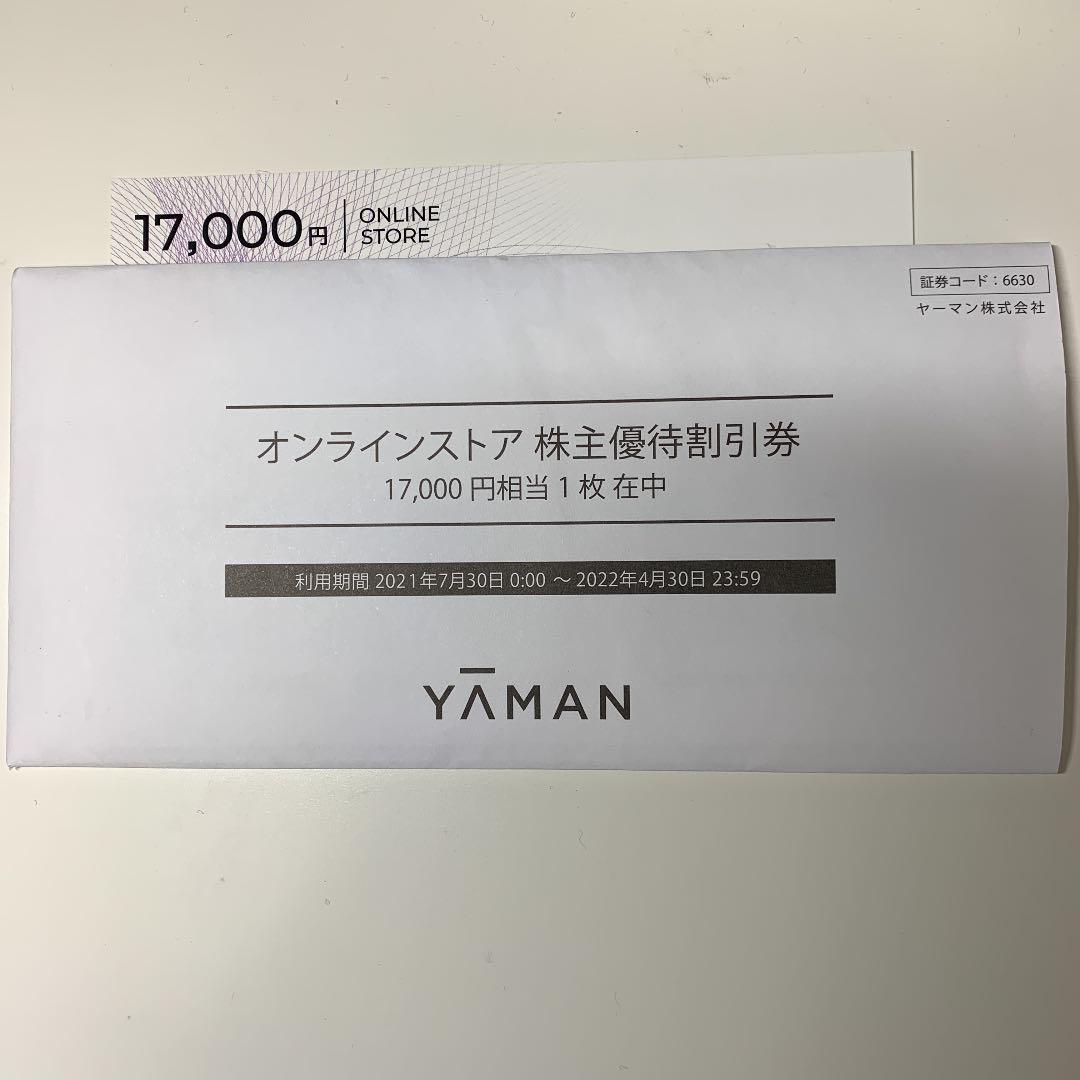 17,000円 ONLINE
STORE
証券コード：6630
ヤーマン株式会社
オンラインストア 株主優待割引券
17,000 円相当 1 枚 在中
利用期間 2021年7月30日 0:00 ～ 2022年4月30日 23:59
YĀMAN